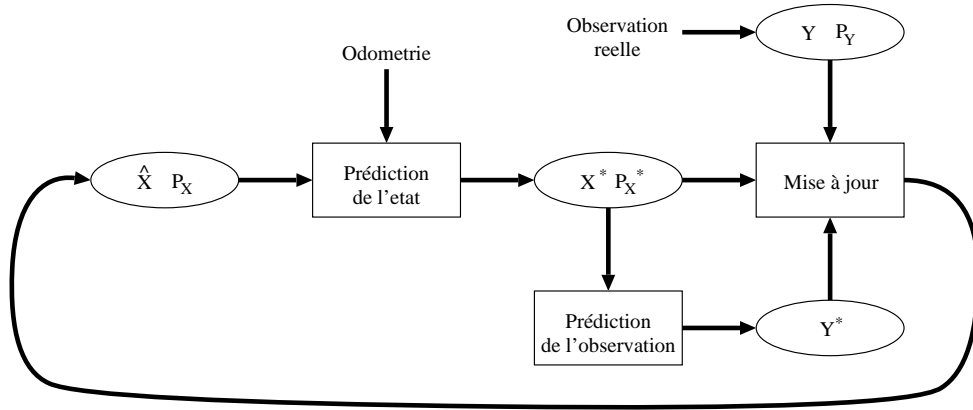 Observation
reelle
Y P_Y
Odometrie
^X P_X
Prédiction
de l'etat
X* P_X*
Mise à jour
Prédiction
de l'observation
Y*